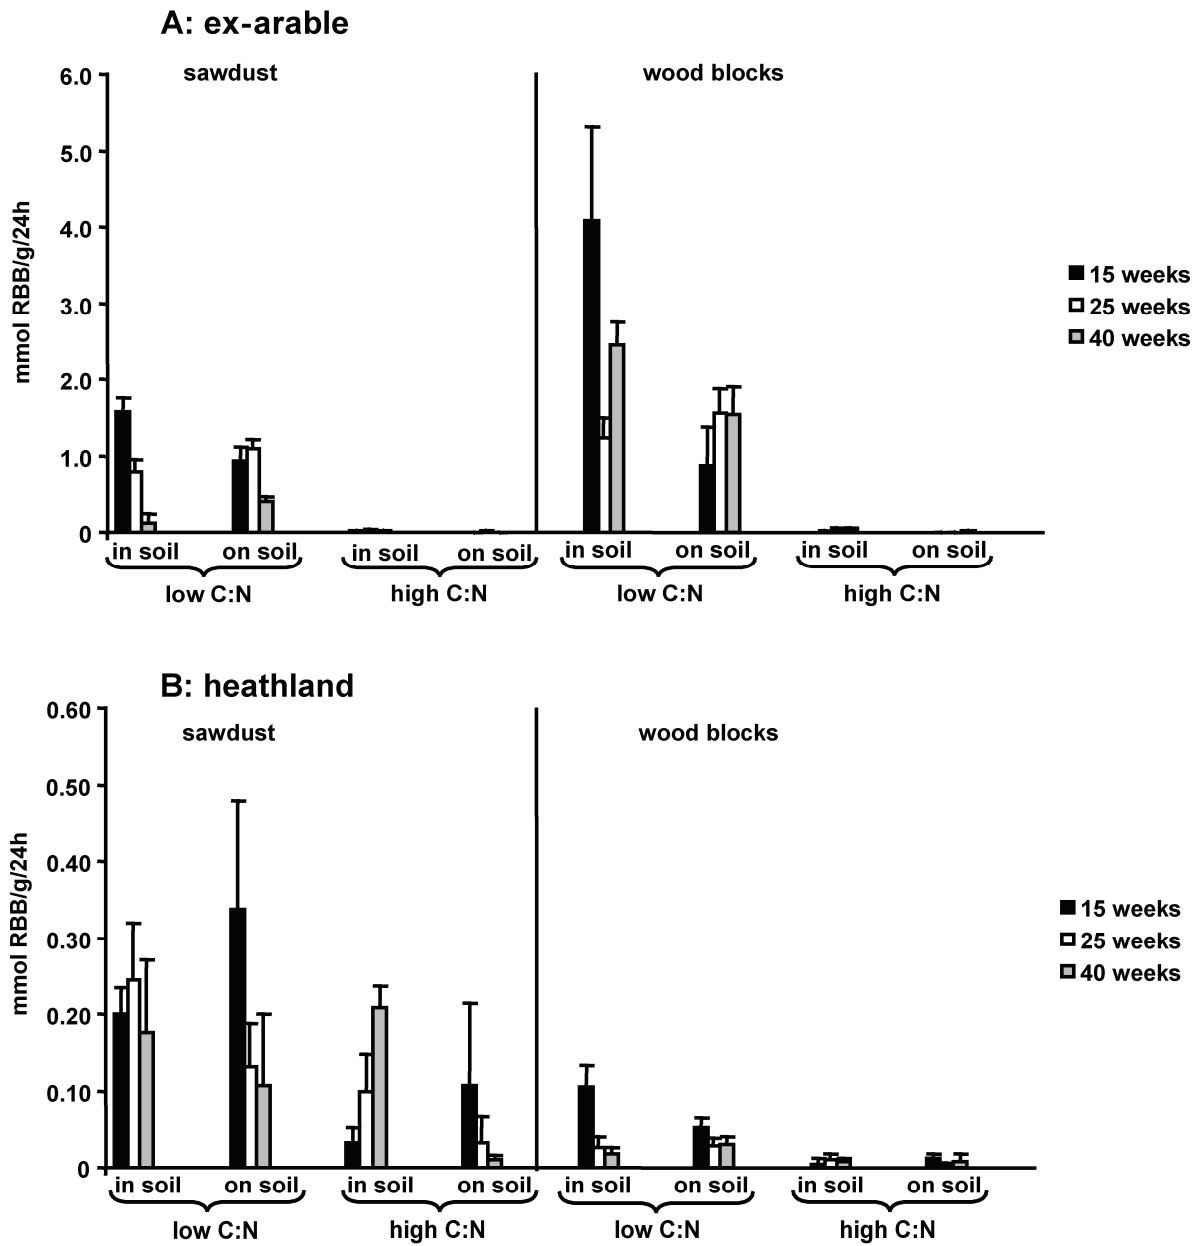 A: ex-arable
sawdust
wood blocks
6.0
5.0
4.0
3.0
2.0
1.0
0
mmol RBB/g/24h
15 weeks
25 weeks
40 weeks
in soil on soil in soil on soil in soil on soil in soil on soil
low C:N high C:N low C:N high C:N
B: heathland
sawdust
wood blocks
0.60
0.50
0.40
0.30
0.20
0.10
0
mmol RBB/g/24h
15 weeks
25 weeks
40 weeks
in soil on soil in soil on soil in soil on soil in soil on soil
low C:N high C:N low C:N high C:N